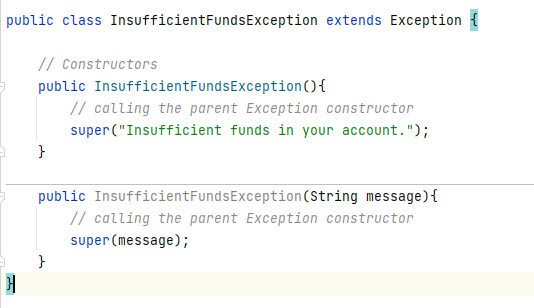 public class InsufficientFundsException extends Exception {
// Constructors
public InsufficientFundsException(){
// calling the parent Exception constructor
super("Insufficient funds in your account.");
}
public InsufficientFundsException(String message){
// calling the parent Exception constructor
super(message);
}
}